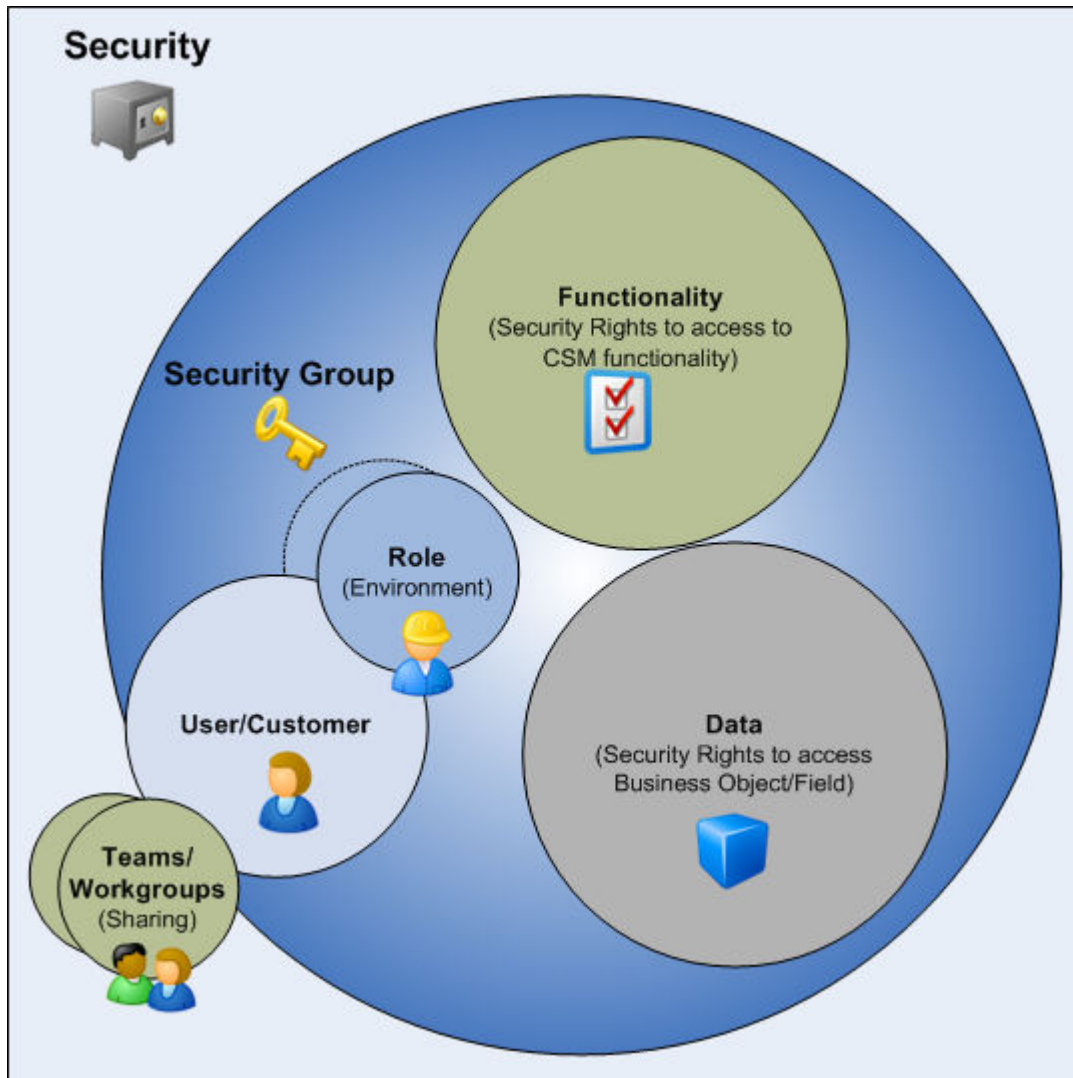 Security
Functionality
(Security Rights to access to
CSM functionality)
Security Group
Role
(Environment)
User/Customer
Data
(Security Rights to access
Business Object/Field)
Teams/
Workgroups
(Sharing)